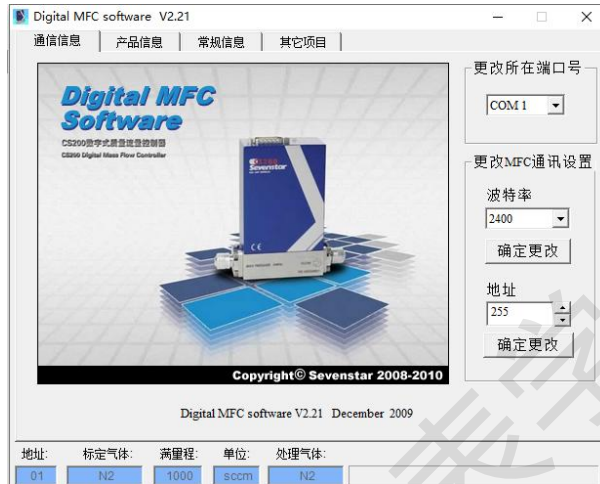 Digital MFC software V2.21
通信信息 产品信息 常规信息 其它项目
Digital MFC
Software
CS200数字式质量流量控制器
CS200 Digital Mass Flow Controller
Sevenstar
Copyright© Sevenstar 2008-2010
Digital MFC software V2.21 December 2009
更改所在端口号
COM 1
更改MFC通讯设置
波特率
2400
确定更改
地址
255
确定更改
地址: 标定气体: 满量程: 单位: 处理气体:
01 N2 1000 sccm N2
表学